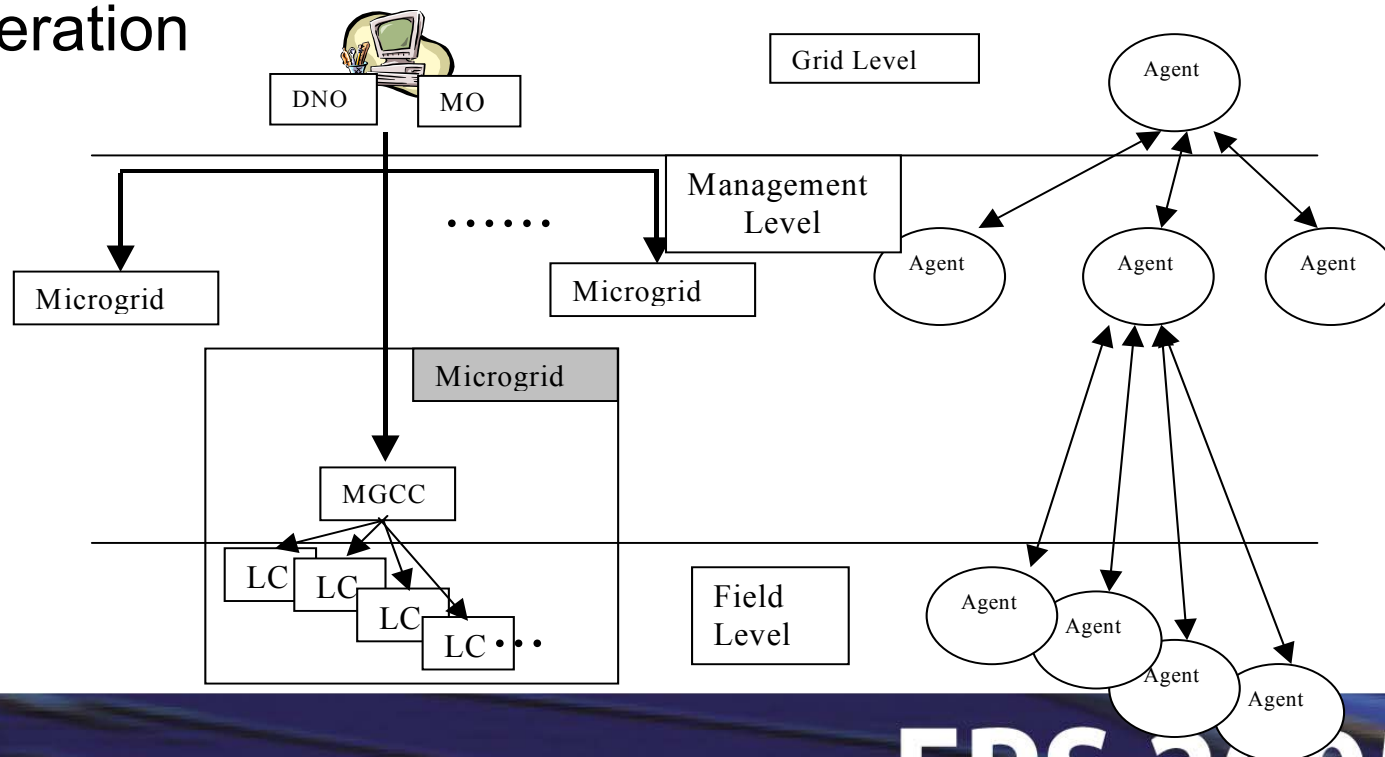 eration
DNO
MO
Grid Level
Agent
Management
Level
......
Microgrid
Microgrid
Agent
Agent
Agent
Microgrid
MGCC
LC
LC
LC
LC ...
Field
Level
Agent
Agent
Agent
Agent